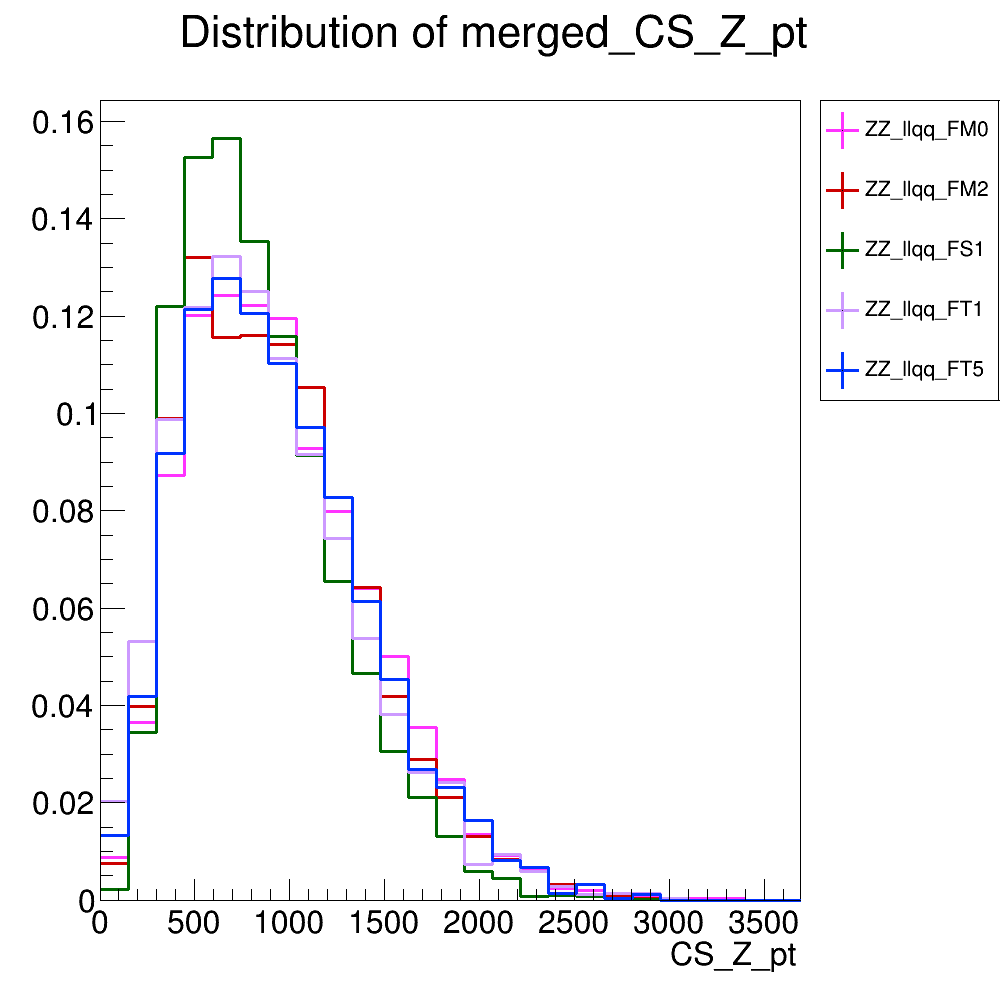 Distribution of merged_CS_Z_pt
0.16
0.14
0.12
0.1
0.08
0.06
0.04
0.02
0
0 500 1000 1500 2000 2500 3000 3500
CS_Z_pt
ZZ_llqq_FM0
ZZ_llqq_FM2
ZZ_llqq_FS1
ZZ_llqq_FT1
ZZ_llqq_FT5